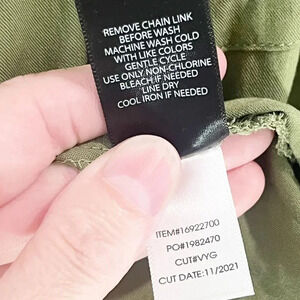 REMOVE CHAIN LINK
BEFORE WASH
MACHINE WASH COLD
WITH LIKE COLORS
GENTLE CYCLE
USE ONLY NON-CHLORINE
BLEACH IF NEEDED
LINE DRY
COOL IRON IF NEEDED
ITEM#16922700
PO#1982470
CUT#VYG
CUT DATE:11/2021